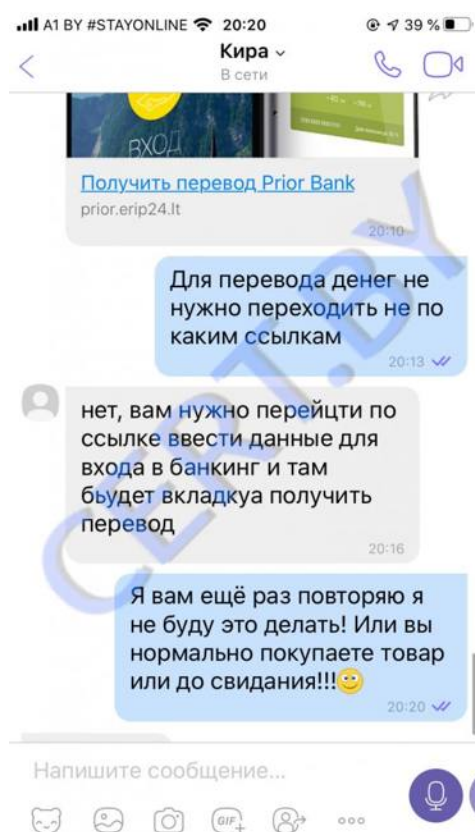 A1 BY #STAYONLINE 20:20 39 %
Кира
В сети
ВХОД
Получить перевод Prior Bank
prior.erip24.lt
20:10
Для перевода денег не
нужно переходить не по
каким ссылкам
20:13
нет, вам нужно перейцти по
ссылке ввести данные для
входа в банкинг и там
бьудет вкладкуа получить
перевод
20:16
Я вам ещё раз повторяю я
не буду это делать! Или вы
нормально покупаете товар
или до свидания!!!
20:20
CERT.BY
Напишите сообщение...
GIF